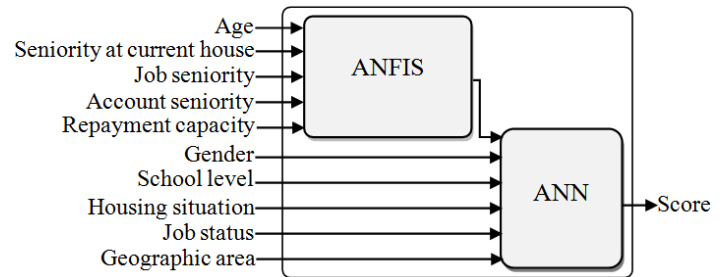 Age
Seniority at current house
Job seniority
Account seniority
Repayment capacity
ANFIS
Gender
School level
Housing situation
Job status
Geographic area
ANN
Score